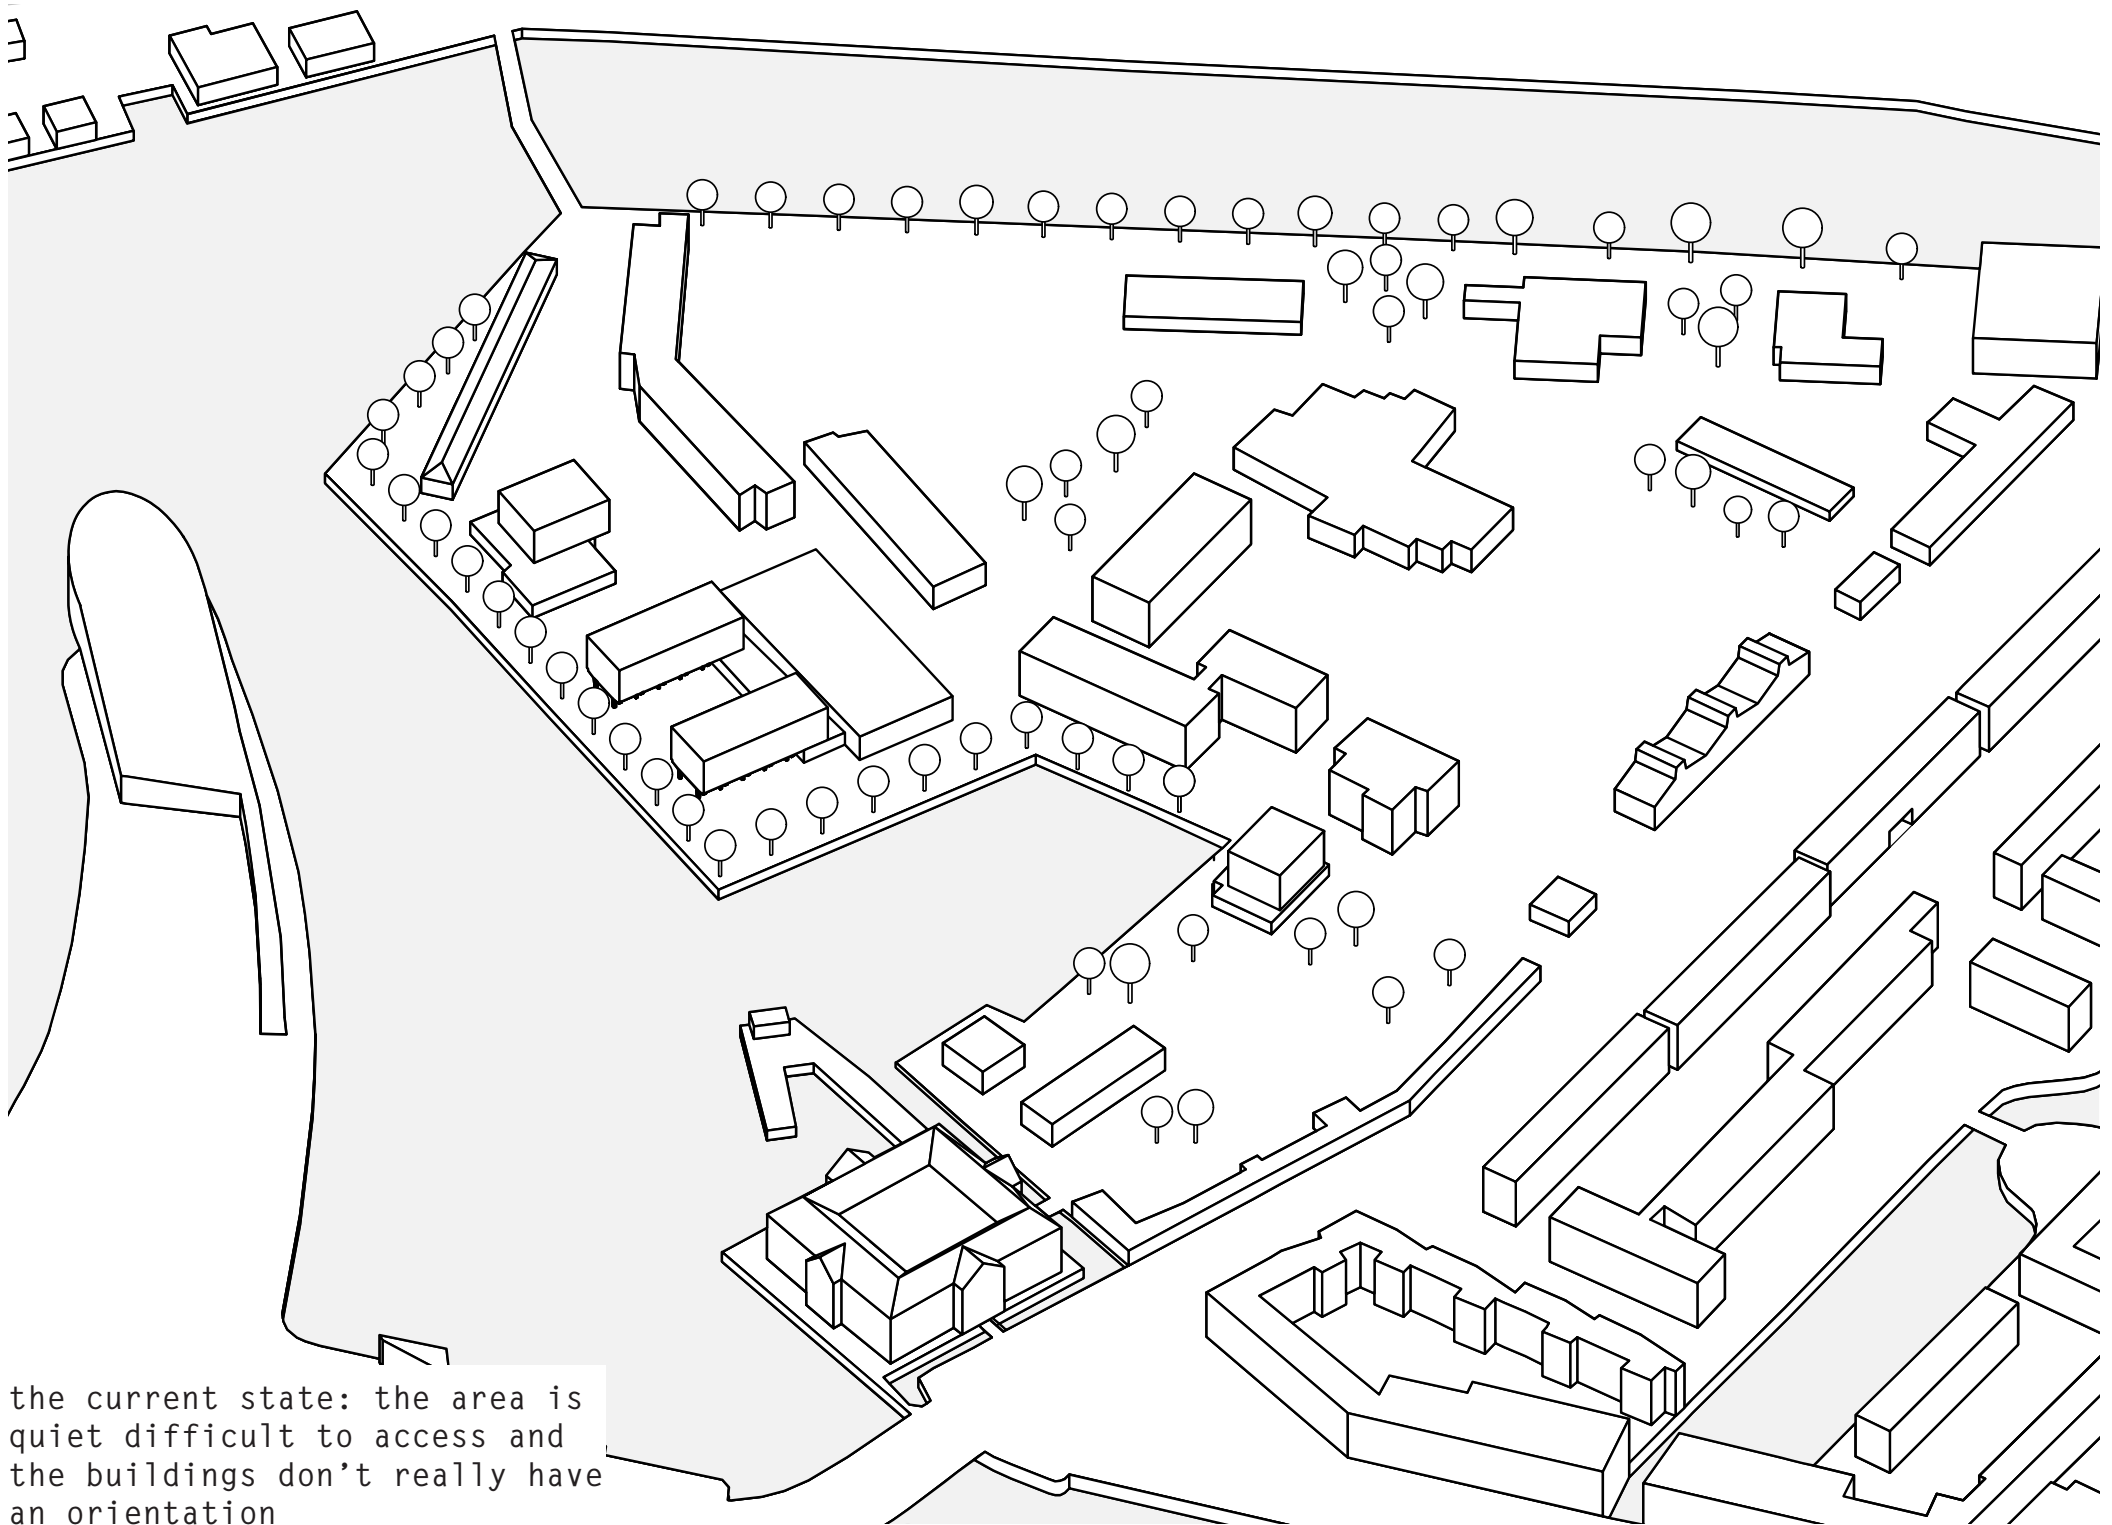 the current state: the area is
quiet difficult to access and
the buildings don’t really have
an orientation